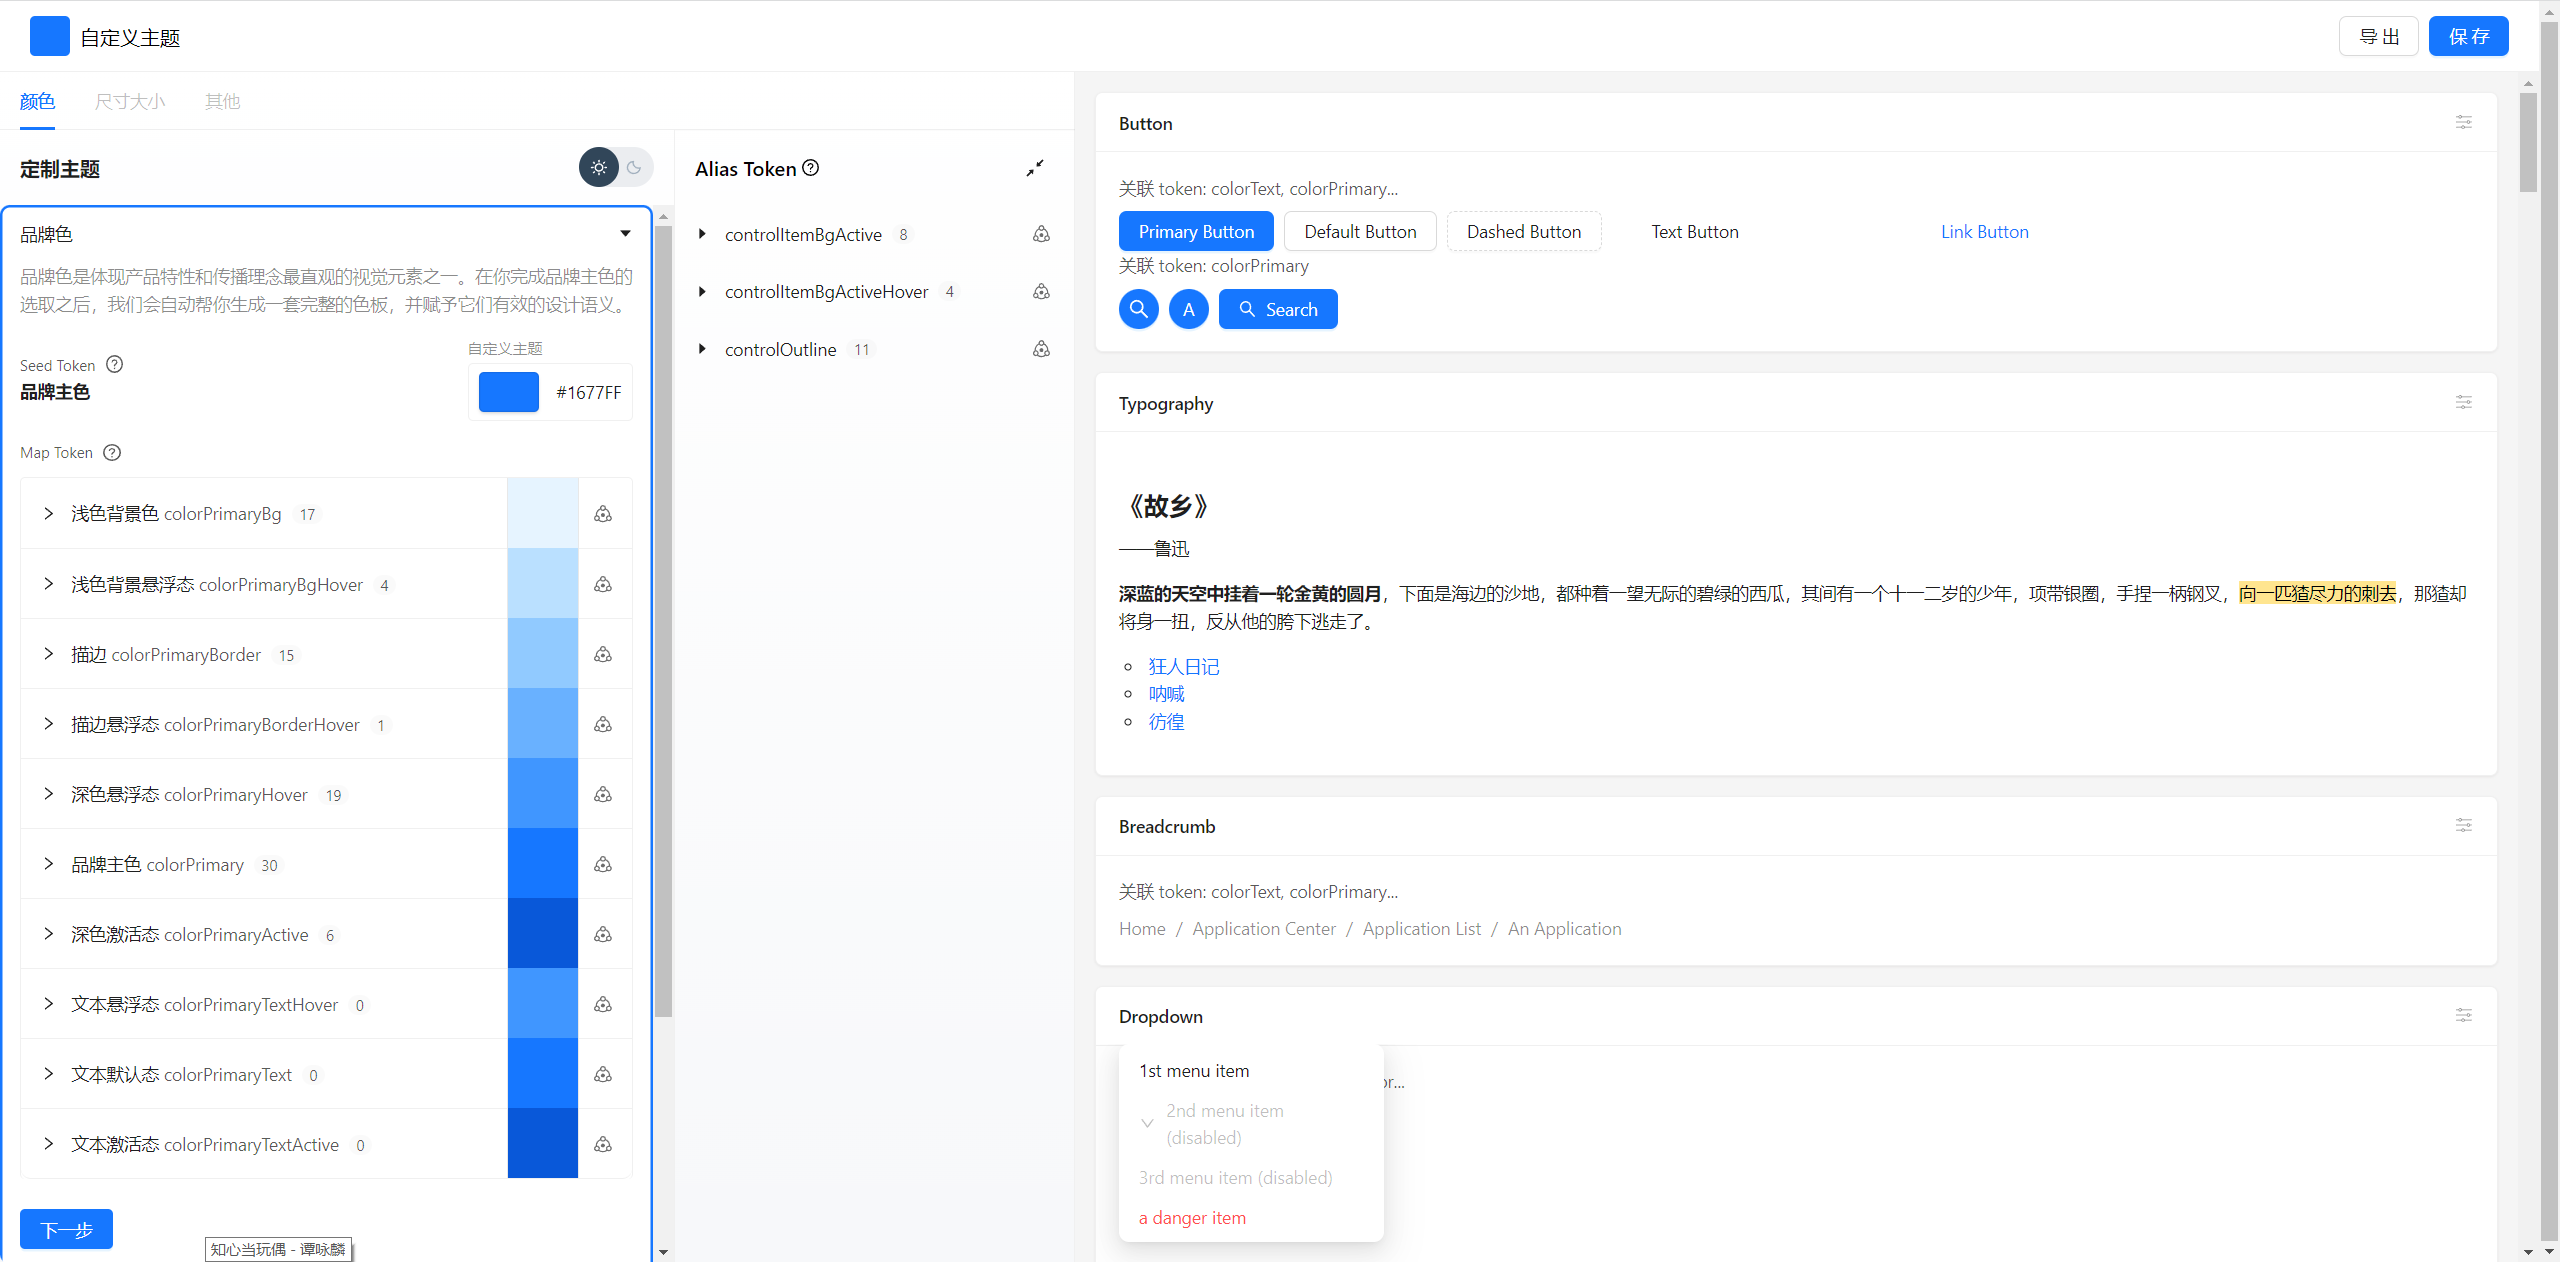 自定义主题
导 出
保 存
颜色
尺寸大小
其他
定制主题
品牌色
品牌色是体现产品特性和传播理念最直观的视觉元素之一。在你完成品牌主色的
选取之后，我们会自动帮你生成一套完整的色板，并赋予它们有效的设计语义。
Seed Token
自定义主题
品牌主色
#1677FF
Map Token
浅色背景色 colorPrimaryBg 17
浅色背景悬浮态 colorPrimaryBgHover 4
描边 colorPrimaryBorder 15
描边悬浮态 colorPrimaryBorderHover 1
深色悬浮态 colorPrimaryHover 19
品牌主色 colorPrimary 30
深色激活态 colorPrimaryActive 6
文本悬浮态 colorPrimaryTextHover 0
文本默认态 colorPrimaryText 0
文本激活态 colorPrimaryTextActive 0
下一步
知心当玩偶 - 谭咏麟
Alias Token
controlItemBgActive 8
controlItemBgActiveHover 4
controlOutline 11
Button
关联 token: colorText, colorPrimary...
Primary Button
Default Button
Dashed Button
Text Button
Link Button
关联 token: colorPrimary
A
Search
Typography
《故乡》
——鲁迅
深蓝的天空中挂着一轮金黄的圆月，下面是海边的沙地，都种着一望无际的碧绿的西瓜，其间有一个十一二岁的少年，项带银圈，手捏一柄钢叉，向一匹猹尽力的刺去，那猹却
将身一扭，反从他的胯下逃走了。
狂人日记
呐喊
彷徨
Breadcrumb
关联 token: colorText, colorPrimary...
Home / Application Center / Application List / An Application
Dropdown
or...
1st menu item
2nd menu item
(disabled)
3rd menu item (disabled)
a danger item